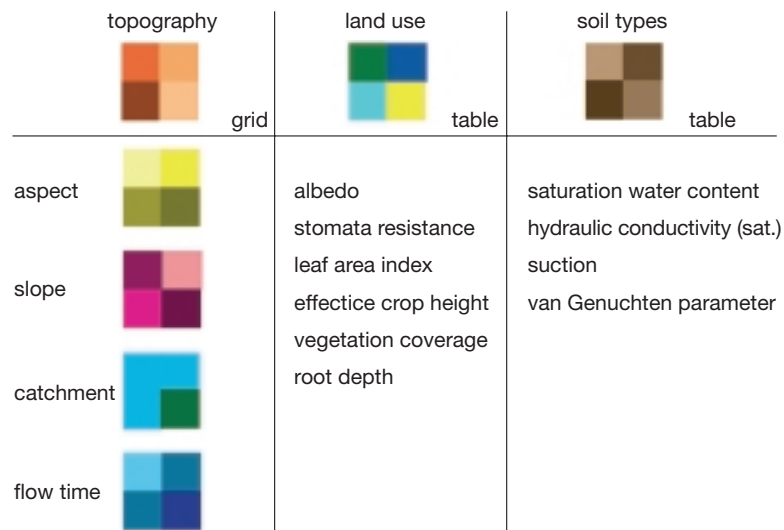 topography
land use
soil types
grid
table
table
aspect
slope
catchment
flow time
albedo
stomata resistance
leaf area index
effectice crop height
vegetation coverage
root depth
saturation water content
hydraulic conductivity (sat.)
suction
van Genuchten parameter